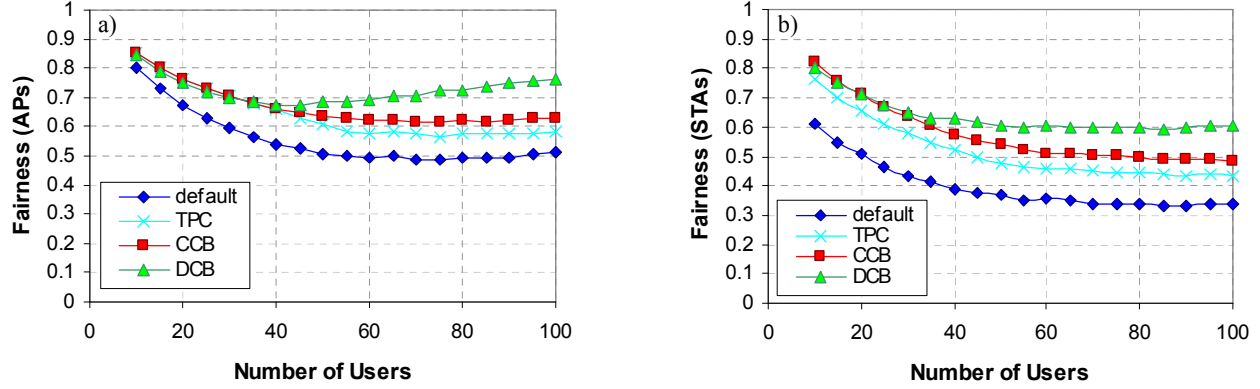 a)
Fairness (APs)
1
0.9
0.8
0.7
0.6
0.5
0.4
0.3
0.2
0.1
0
default
TPC
CCB
DCB
0 20 40 60 80 100
Number of Users
b)
Fairness (STAs)
1
0.9
0.8
0.7
0.6
0.5
0.4
0.3
0.2
0.1
0
default
TPC
CCB
DCB
0 20 40 60 80 100
Number of Users